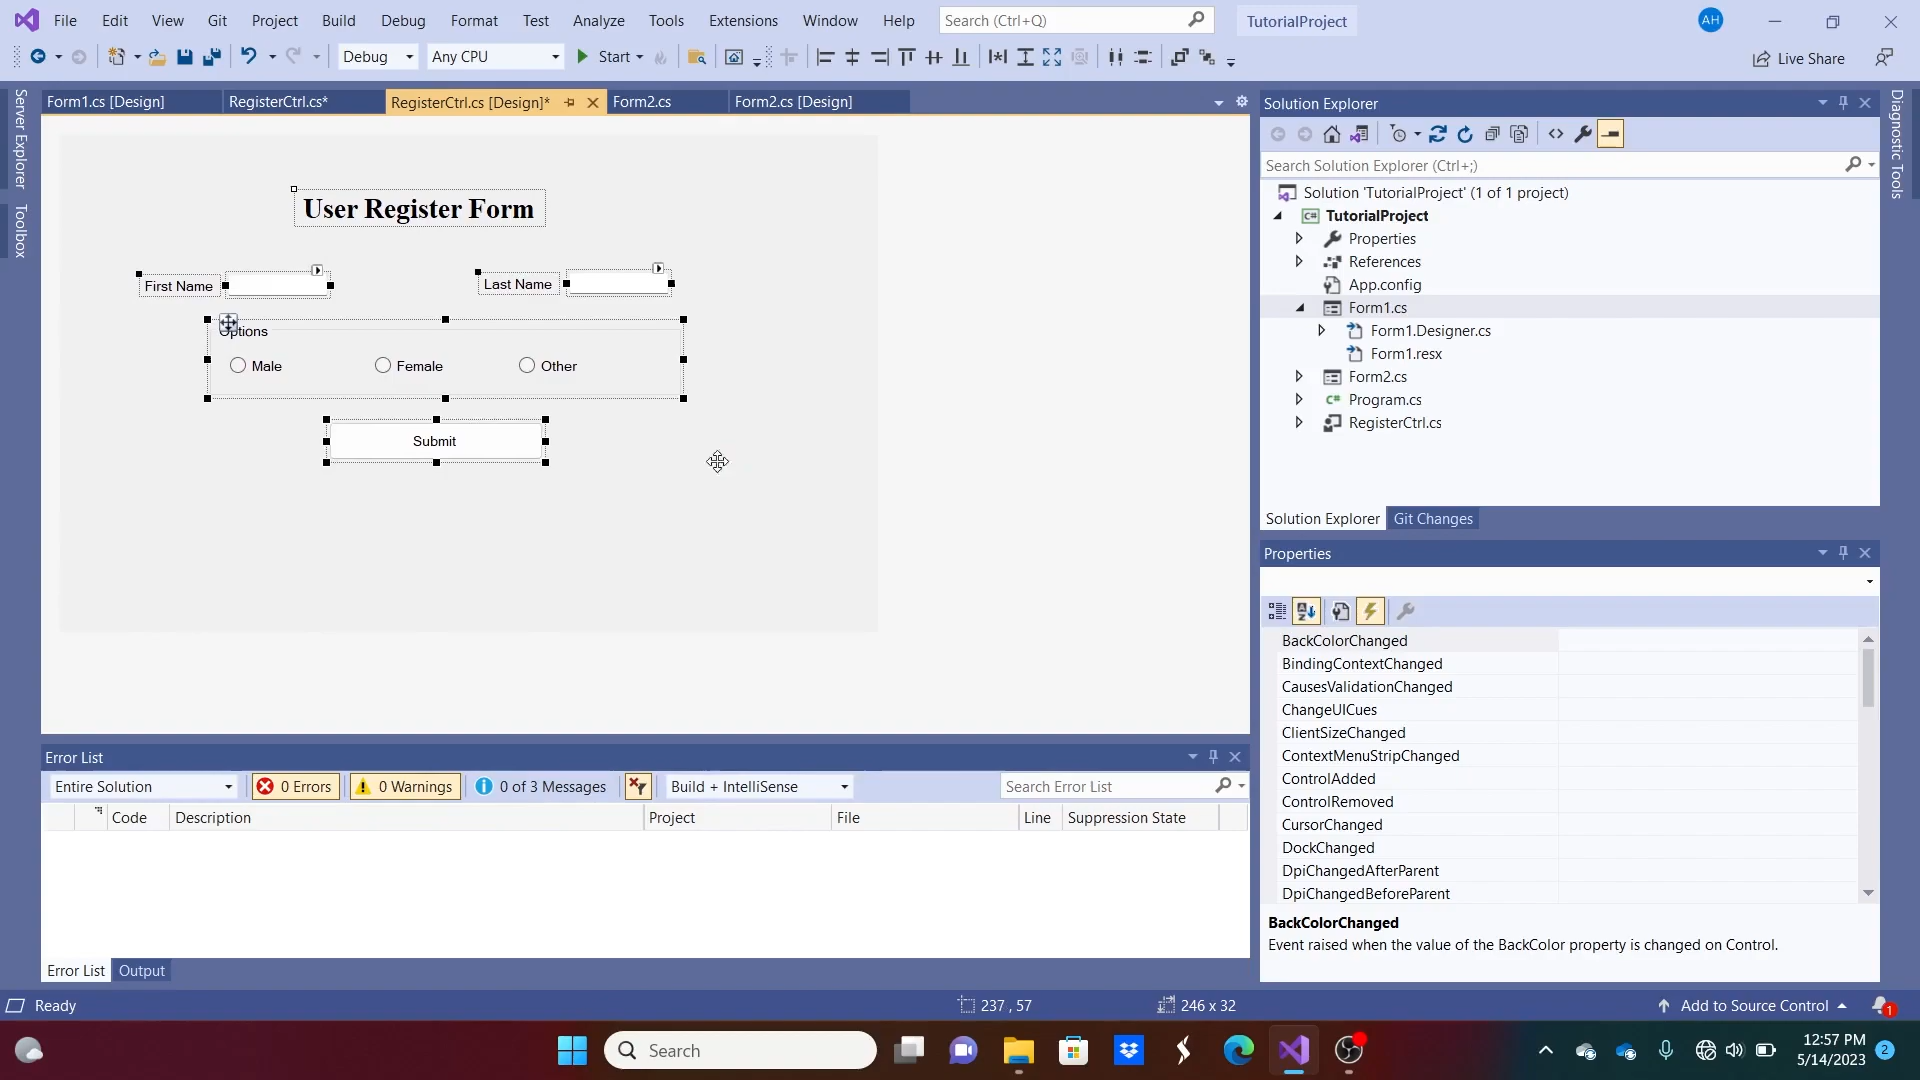 File Edit View Git Project Build Debug Format Test Analyze Tools Extensions Window Help Search (Ctrl+Q) TutorialProject AH
Debug Any CPU Start Live Share
Server Explorer
Toolbox
Form1.cs [Design] RegisterCtrl.cs* RegisterCtrl.cs [Design]* Form2.cs Form2.cs [Design]
User Register Form
First Name Last Name
Options
Male Female Other
Submit
Solution Explorer
Search Solution Explorer (Ctrl+;)
Solution 'TutorialProject' (1 of 1 project)
C# TutorialProject
Properties
References
App.config
Form1.cs
Form1.Designer.cs
Form1.resx
Form2.cs
C# Program.cs
RegisterCtrl.cs
Solution Explorer Git Changes
Diagnostic Tools
Properties
BackColorChanged
BindingContextChanged
CausesValidationChanged
ChangeUICues
ClientSizeChanged
ContextMenuStripChanged
ControlAdded
ControlRemoved
CursorChanged
DockChanged
DpiChangedAfterParent
DpiChangedBeforeParent
BackColorChanged
Event raised when the value of the BackColor property is changed on Control.
Error List
Entire Solution 0 Errors 0 Warnings 0 of 3 Messages Build + IntelliSense Search Error List
Code Description Project File Line Suppression State
Error List Output
Ready 237 , 57 246 x 32 Add to Source Control 1
Search 12:57 PM
5/14/2023 2